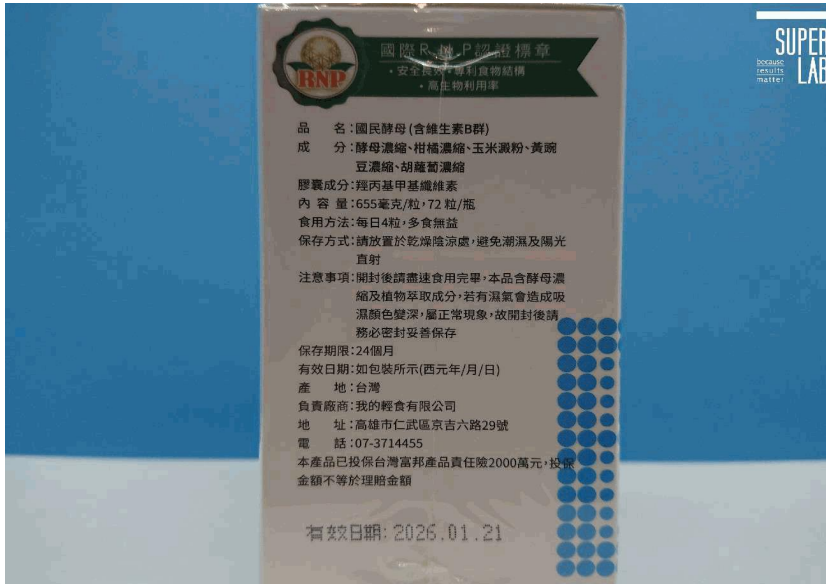 SUPER
because
results
matter
LAB
國際R.N.P認證標章
•安全長效•專利食物結構
•高生物利用率
RNP
品 名:國民酵母(含維生素B群)
成 分:酵母濃縮、柑橘濃縮、玉米澱粉、黃豌
豆濃縮、胡蘿蔔濃縮
膠囊成分:羥丙基甲基纖維素
內 容 量:655毫克/粒,72粒/瓶
食用方法:每日4粒,多食無益
保存方式:請放置於乾燥陰涼處,避免潮濕及陽光
直射
注意事項:開封後請盡速食用完畢,本品含酵母濃
縮及植物萃取成分,若有濕氣會造成吸
濕顏色變深,屬正常現象,故開封後請
務必密封妥善保存
保存期限:24個月
有效日期:如包裝所示(西元年/月/日)
產 地:台灣
負責廠商:我的輕食有限公司
地 址:高雄市仁武區京吉六路29號
電 話:07-3714455
本產品已投保台灣富邦產品責任險2000萬元,投保
金額不等於理賠金額
有效日期: 2026.01.21